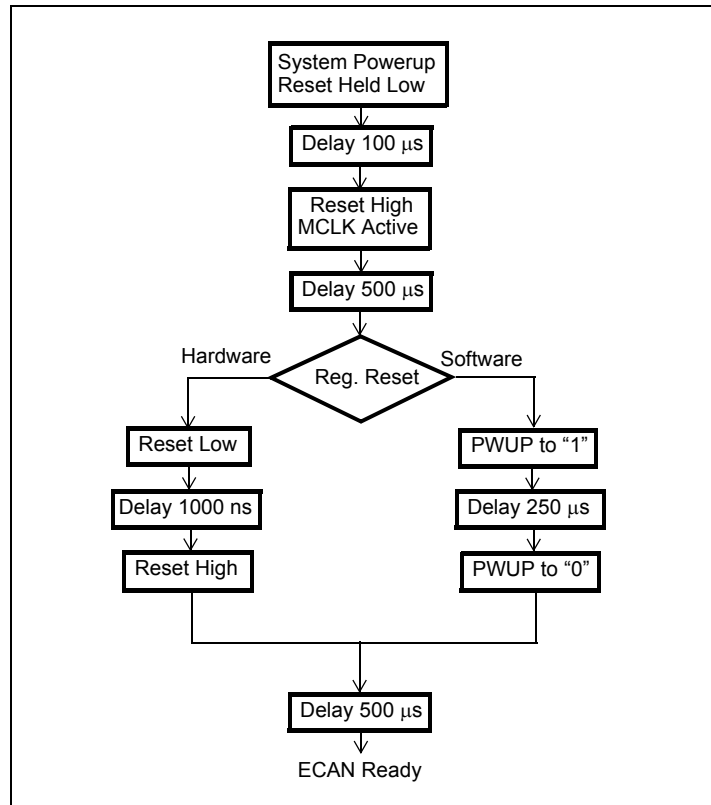 System Powerup
Reset Held Low
Delay 100 μs
Reset High
MCLK Active
Delay 500 μs
Hardware
Software
Reg. Reset
Reset Low
PWUP to “1”
Delay 1000 ns
Delay 250 μs
Reset High
PWUP to “0”
Delay 500 μs
ECAN Ready